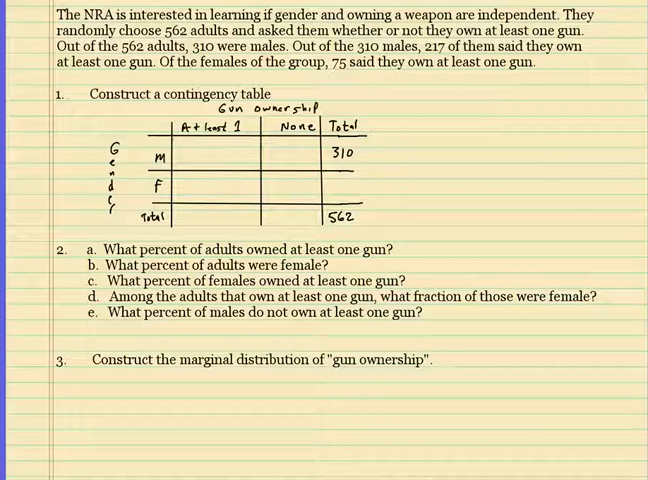 The NRA is interested in learning if gender and owning a weapon are independent. They
randomly choose 562 adults and asked them whether or not they own at least one gun.
Out of the 562 adults, 310 were males. Out of the 310 males, 217 of them said they own
at least one gun. Of the females of the group, 75 said they own at least one gun.
1. Construct a contingency table
Gun ownership
At least 1 None Total
Gender
M 310
F
Total 562
2. a. What percent of adults owned at least one gun?
b. What percent of adults were female?
c. What percent of females owned at least one gun?
d. Among the adults that own at least one gun, what fraction of those were female?
e. What percent of males do not own at least one gun?
3. Construct the marginal distribution of "gun ownership".